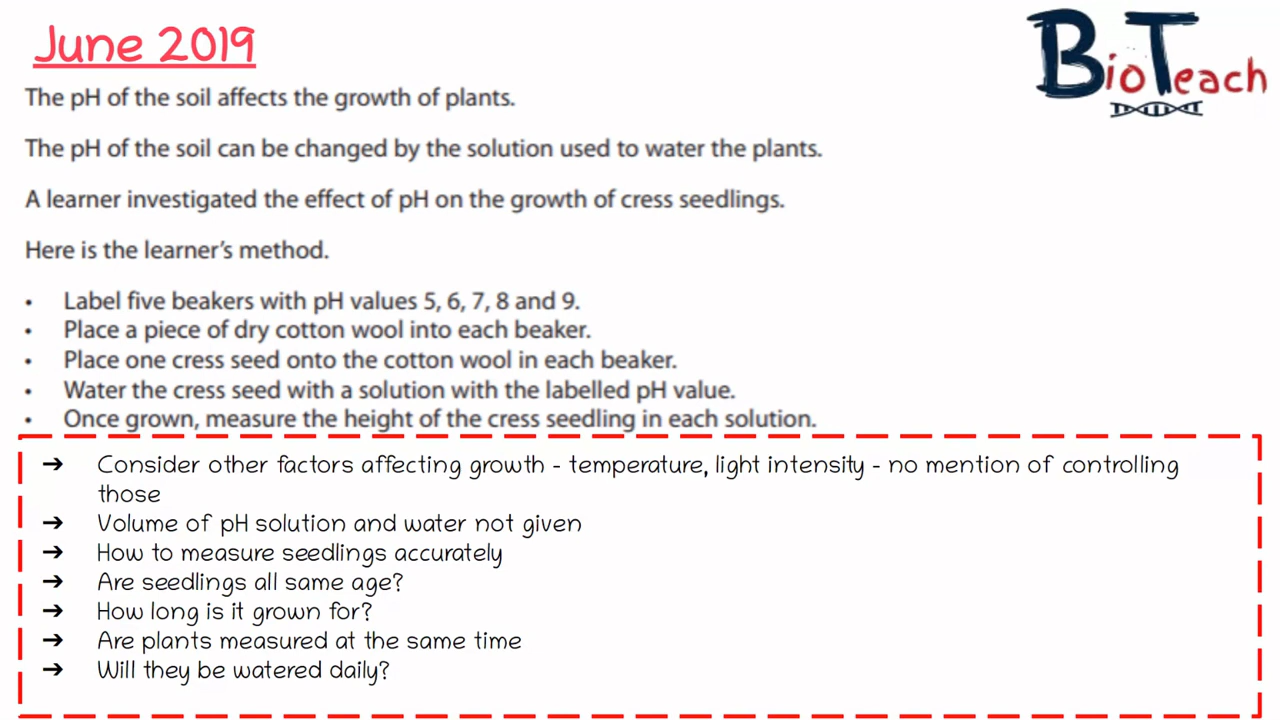 June 2019
BioTeach
The pH of the soil affects the growth of plants.
The pH of the soil can be changed by the solution used to water the plants.
A learner investigated the effect of pH on the growth of cress seedlings.
Here is the learner's method.
• Label five beakers with pH values 5, 6, 7, 8 and 9.
• Place a piece of dry cotton wool into each beaker.
• Place one cress seed onto the cotton wool in each beaker.
• Water the cress seed with a solution with the labelled pH value.
• Once grown, measure the height of the cress seedling in each solution.
➔ Consider other factors affecting growth - temperature, light intensity - no mention of controlling
those
➔ Volume of pH solution and water not given
➔ How to measure seedlings accurately
➔ Are seedlings all same age?
➔ How long is it grown for?
➔ Are plants measured at the same time
➔ Will they be watered daily?